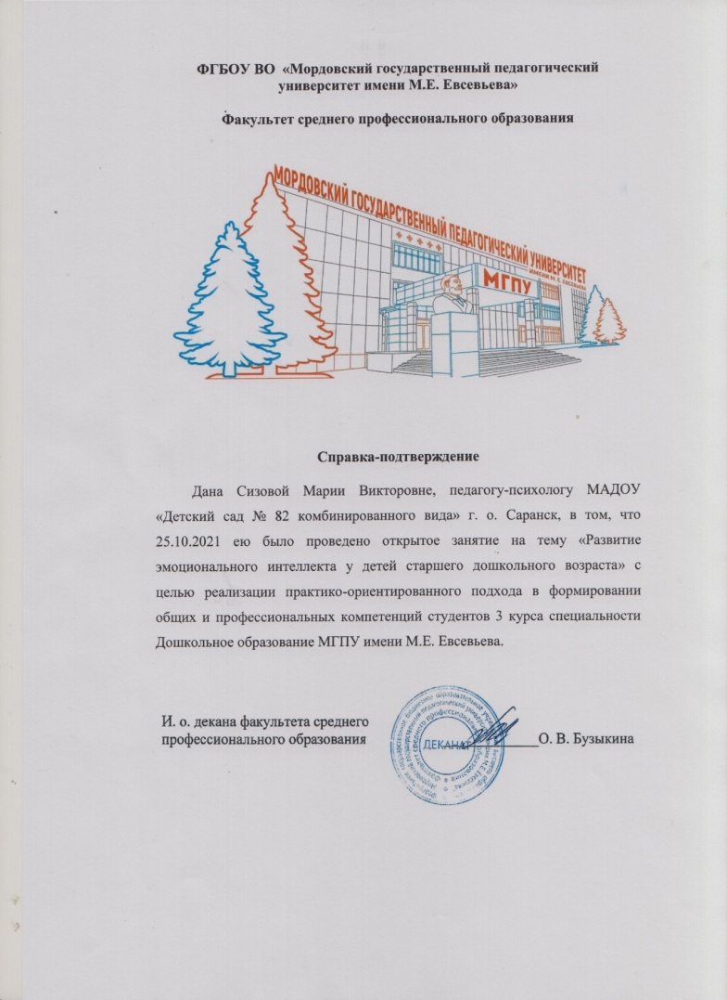 ФГБОУ ВО «Мордовский государственный педагогический
университет имени М.Е. Евсевьева»
Факультет среднего профессионального образования
МОРДОВСКИЙ ГОСУДАРСТВЕННЫЙ ПЕДАГОГИЧЕСКИЙ УНИВЕРСИТЕТ
ИМЕНИ М. Е. ЕВСЕВЬЕВА
МГПУ
Справка-подтверждение
Дана Сизовой Марии Викторовне, педагогу-психологу МАДОУ
«Детский сад № 82 комбинированного вида» г. о. Саранск, в том, что
25.10.2021 ею было проведено открытое занятие на тему «Развитие
эмоционального интеллекта у детей старшего дошкольного возраста» с
целью реализации практико-ориентированного подхода в формировании
общих и профессиональных компетенций студентов 3 курса специальности
Дошкольное образование МГПУ имени М.Е. Евсевьева.
И. о. декана факультета среднего
профессионального образования
ДЕКАНАТ
О. В. Бузыкина